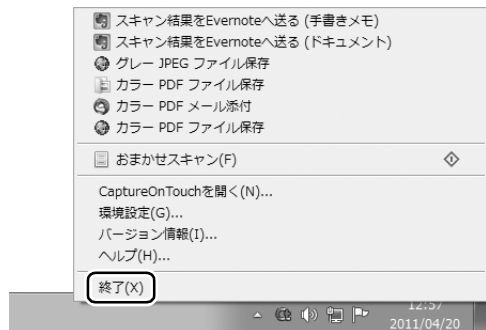 スキャン結果をEvernoteへ送る (手書きメモ)
スキャン結果をEvernoteへ送る (ドキュメント)
グレー JPEG ファイル保存
カラー PDF ファイル保存
カラー PDF メール添付
カラー PDF ファイル保存
おまかせスキャン(F)
CaptureOnTouchを開く(N)...
環境設定(G)...
バージョン情報(I)...
ヘルプ(H)...
終了(X)
12:57
2011/04/20